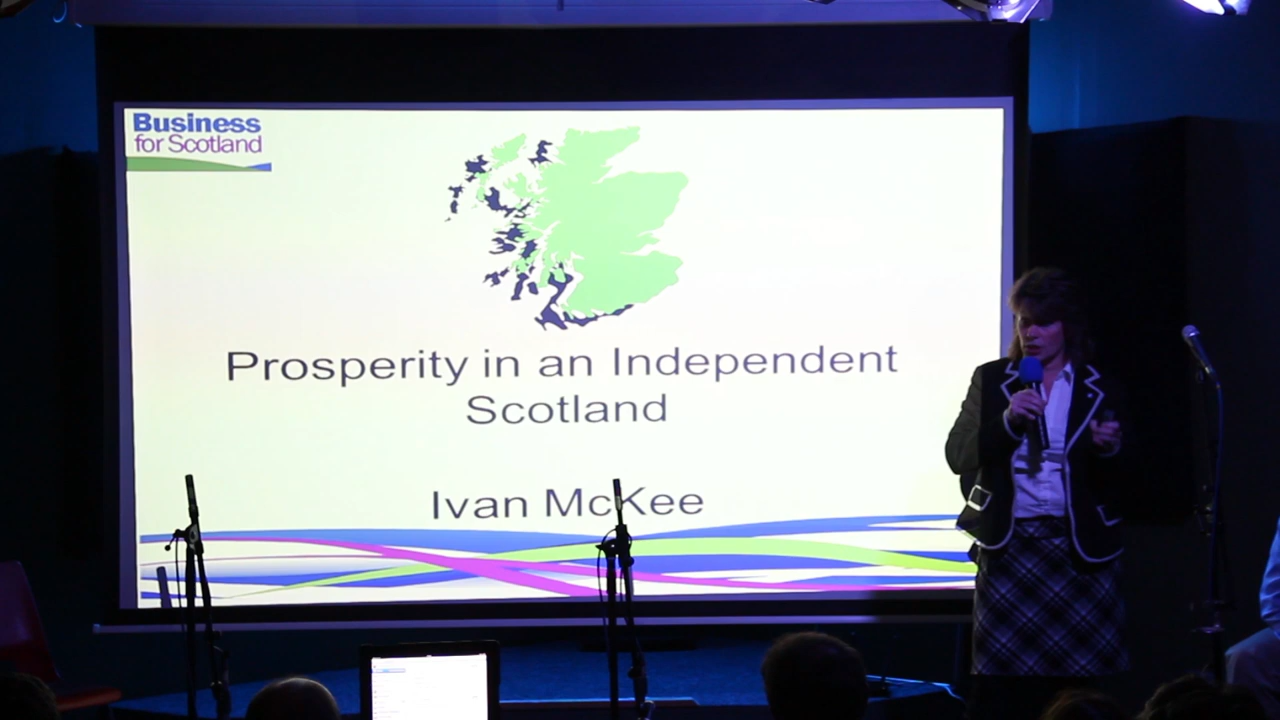 Business
for Scotland
Prosperity in an Independent
Scotland
Ivan McKee